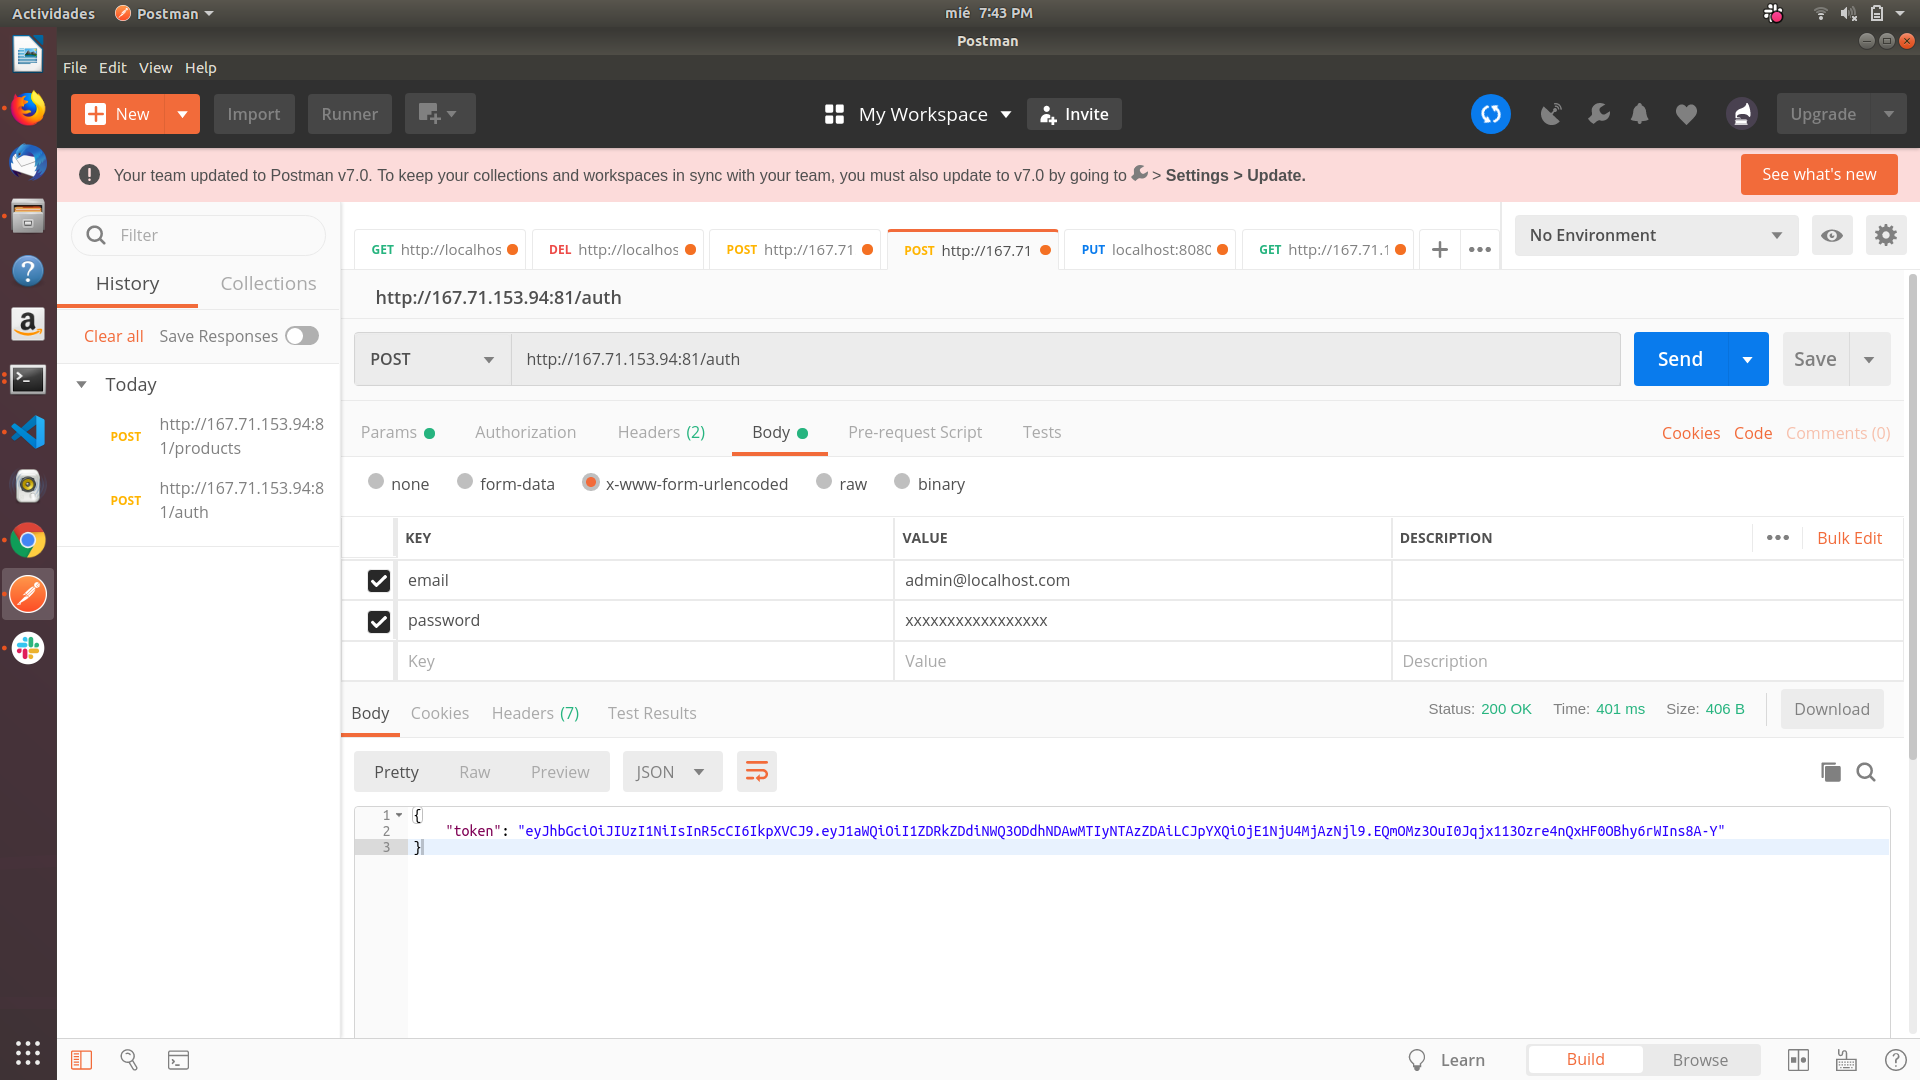 Actividades
Postman
mié 7:43 PM
Postman
File Edit View Help
New
Import
Runner
My Workspace
Invite
Upgrade
Your team updated to Postman v7.0. To keep your collections and workspaces in sync with your team, you must also update to v7.0 by going to > Settings > Update.
See what's new
Filter
History
Collections
Clear all
Save Responses
Today
POST http://167.71.153.94:8
1/products
POST http://167.71.153.94:8
1/auth
GET http://localhos
DEL http://localhos
POST http://167.71
POST http://167.71
PUT localhost:8080
GET http://167.71.1
No Environment
http://167.71.153.94:81/auth
POST
http://167.71.153.94:81/auth
Send
Save
Params
Authorization
Headers (2)
Body
Pre-request Script
Tests
Cookies
Code
Comments (0)
none
form-data
x-www-form-urlencoded
raw
binary
KEY
VALUE
DESCRIPTION
Bulk Edit
email
admin@localhost.com
password
xxxxxxxxxxxxxxxxx
Key
Value
Description
Body
Cookies
Headers (7)
Test Results
Status: 200 OK
Time: 401 ms
Size: 406 B
Download
Pretty
Raw
Preview
JSON
1 {
2 "token": "eyJhbGciOiJIUzI1NiIsInR5cCI6IkpXVCJ9.eyJ1aWQiOiI1ZDRkZDdiNWQ3ODdhNDAwMTIyNTAzZDAiLCJpYXQiOjE1NjU4MjAzNjl9.EQmOMz3OuI0Jqjx113Ozre4nQxHF0OBhy6rWIns8A-Y"
3 }
Learn
Build
Browse